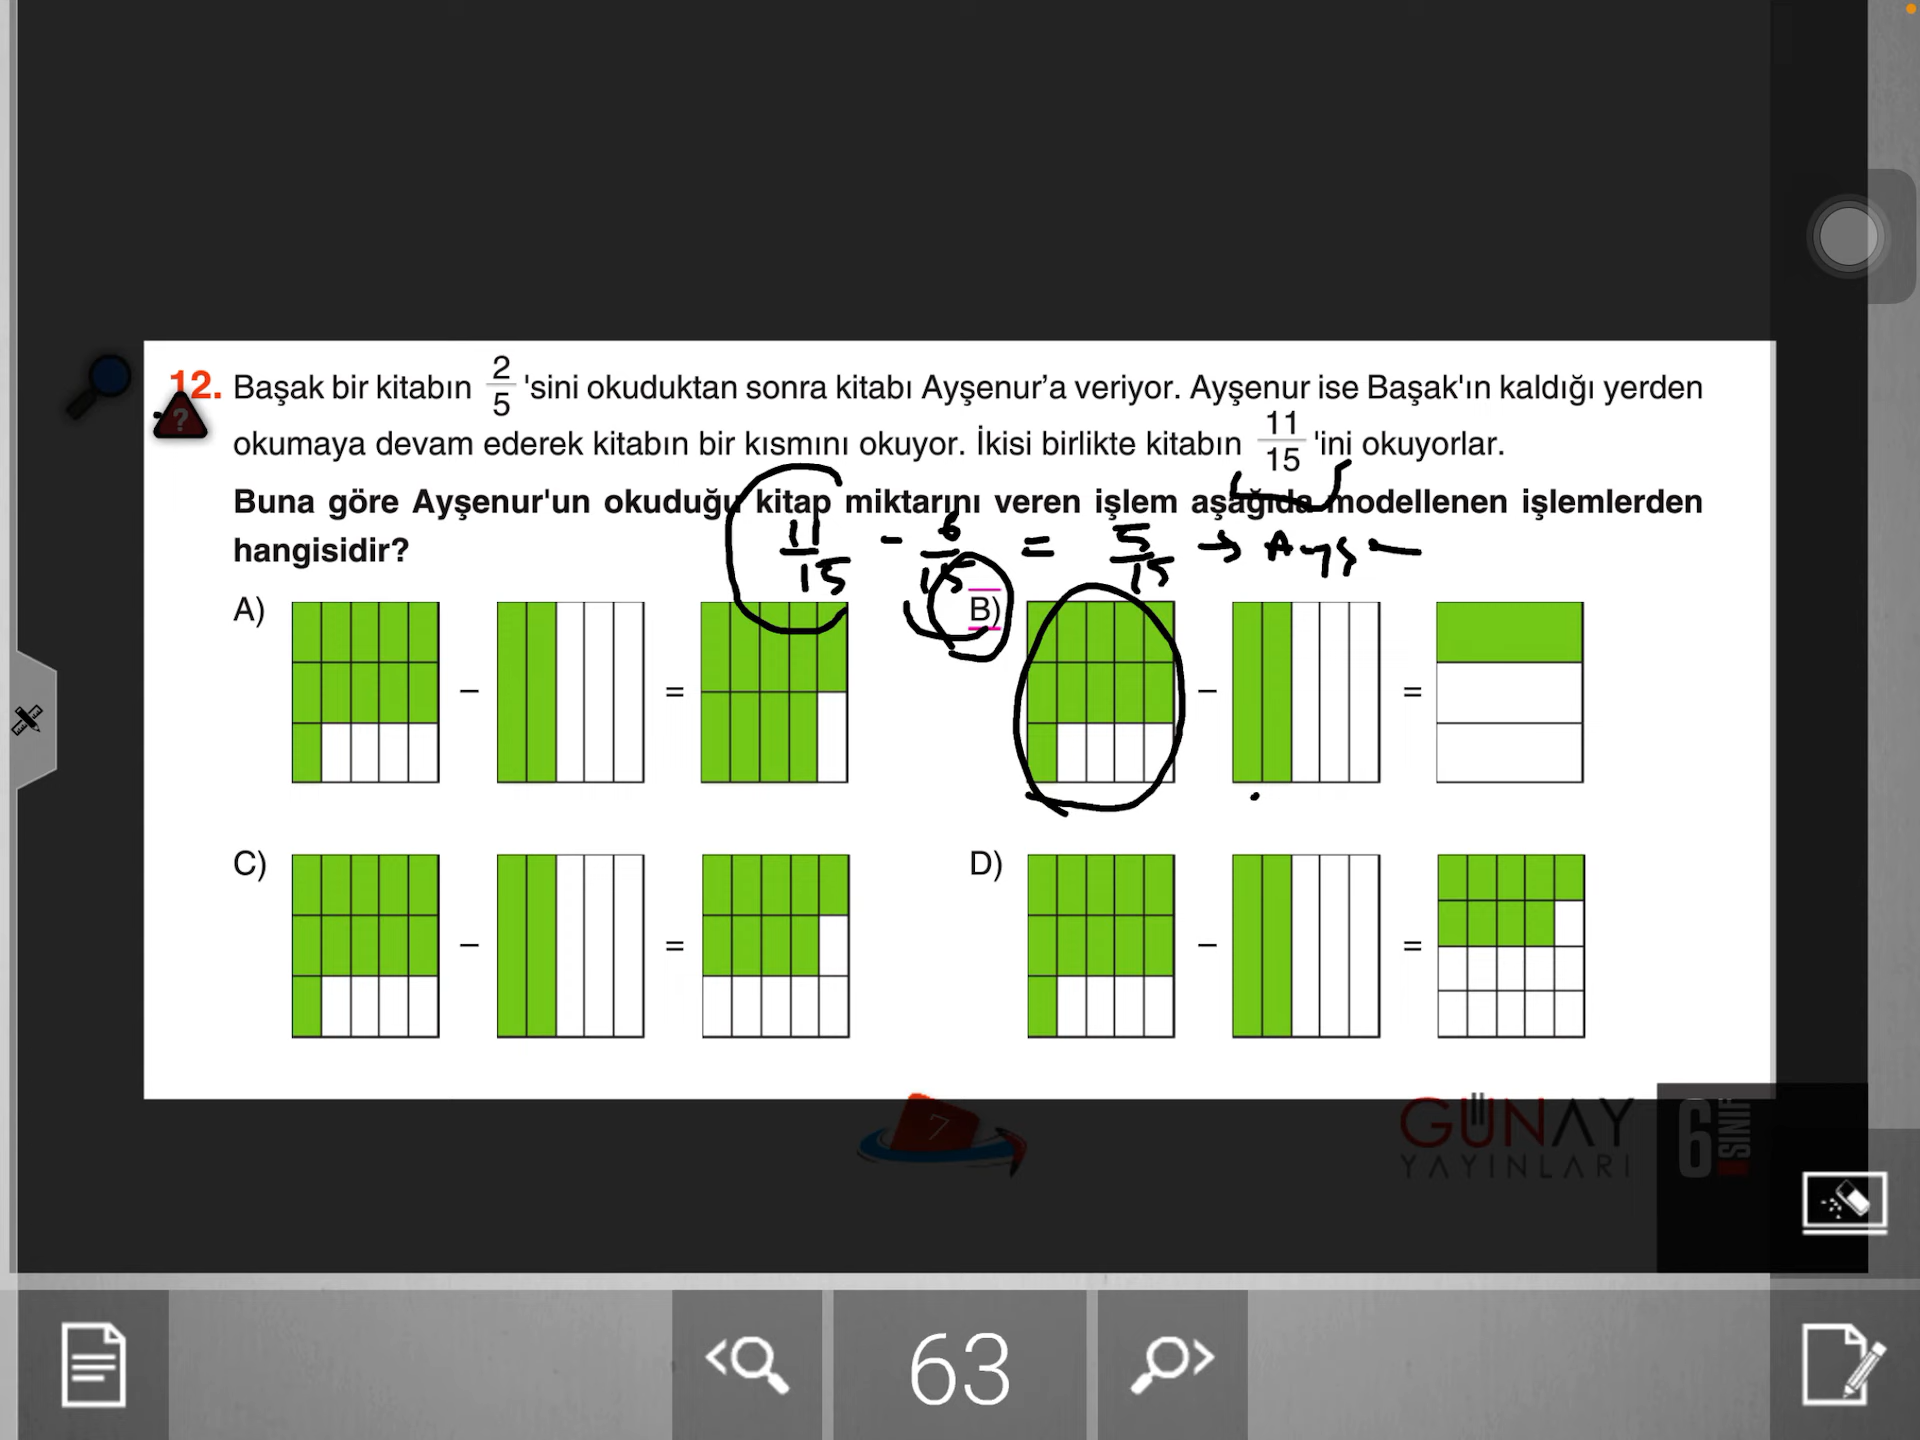 12. Başak bir kitabın 2/5 'sini okuduktan sonra kitabı Ayşenur'a veriyor. Ayşenur ise Başak'ın kaldığı yerden
okumaya devam ederek kitabın bir kısmını okuyor. İkisi birlikte kitabın 11/15 'ini okuyorlar.
Buna göre Ayşenur'un okuduğu kitap miktarını veren işlem aşağıda modellenen işlemlerden
hangisidir?
11/15 - 6/15 = 5/15 → Ayş
A) - =
B) - =
C) - =
D) - =
7
GÜNAY
YAYINLARI
6 SINIF
63